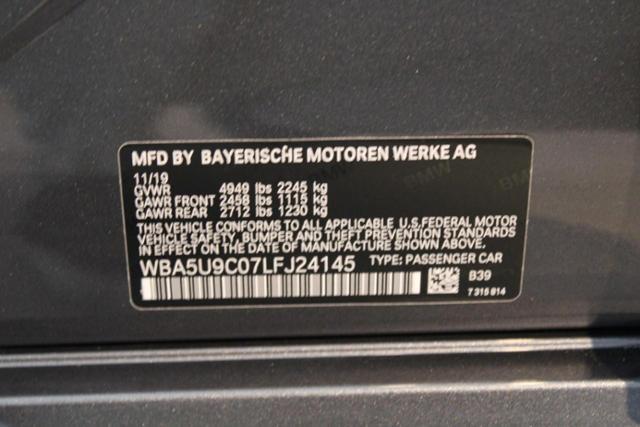 MFD BY BAYERISCHE MOTOREN WERKE AG
11/19
GVWR 4949 lbs 2245 kg
GAWR FRONT 2458 lbs 1115 kg
GAWR REAR 2712 lbs 1230 kg
THIS VEHICLE CONFORMS TO ALL APPLICABLE U.S. FEDERAL MOTOR
VEHICLE SAFETY, BUMPER AND THEFT PREVENTION STANDARDS
IN EFFECT ON THE DATE OF MANUFACTURE SHOWN ABOVE.
WBA5U9C07LFJ24145 TYPE: PASSENGER CAR
B39
7 315 814